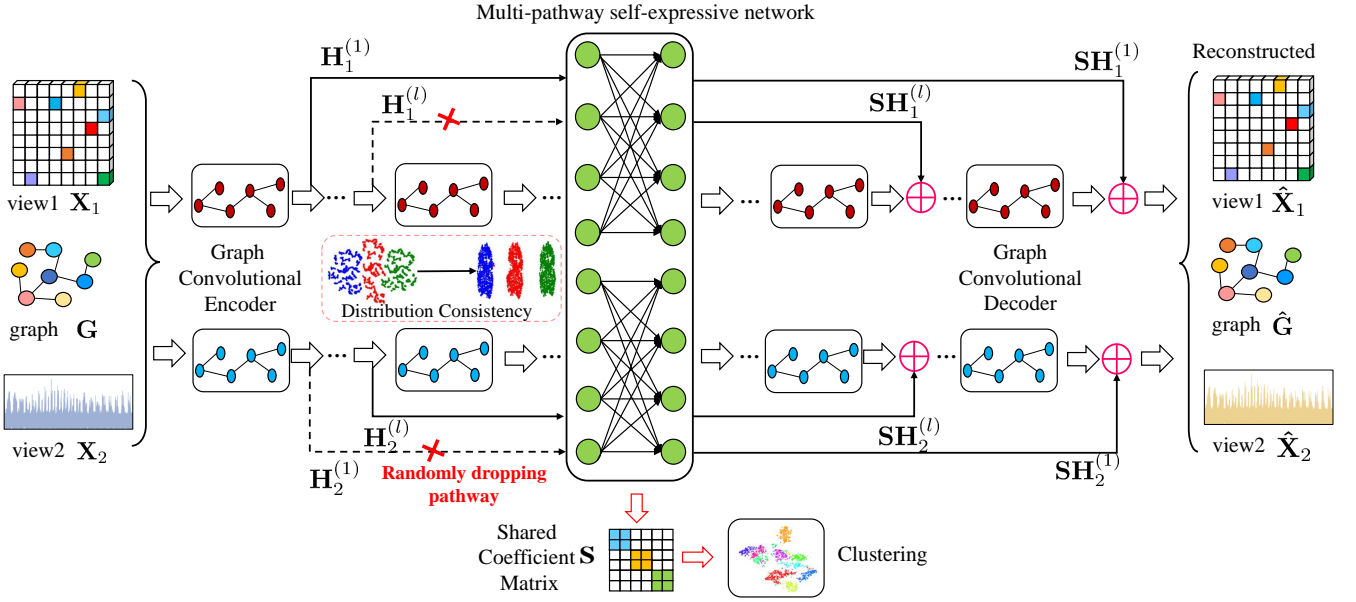 Multi-pathway self-expressive network
H₁⁽¹⁾
SH₁⁽¹⁾
Reconstructed
H₁⁽ˡ⁾
SH₁⁽ˡ⁾
view1 X₁
...
...
...
...
view1 X̂₁
Graph
Convolutional
Encoder
Distribution Consistency
Graph
Convolutional
Decoder
graph G
graph Ĝ
...
...
...
...
view2 X₂
H₂⁽ˡ⁾
SH₂⁽ˡ⁾
view2 X̂₂
H₂⁽¹⁾
Randomly dropping
pathway
SH₂⁽¹⁾
Shared
Coefficient S
Matrix
Clustering